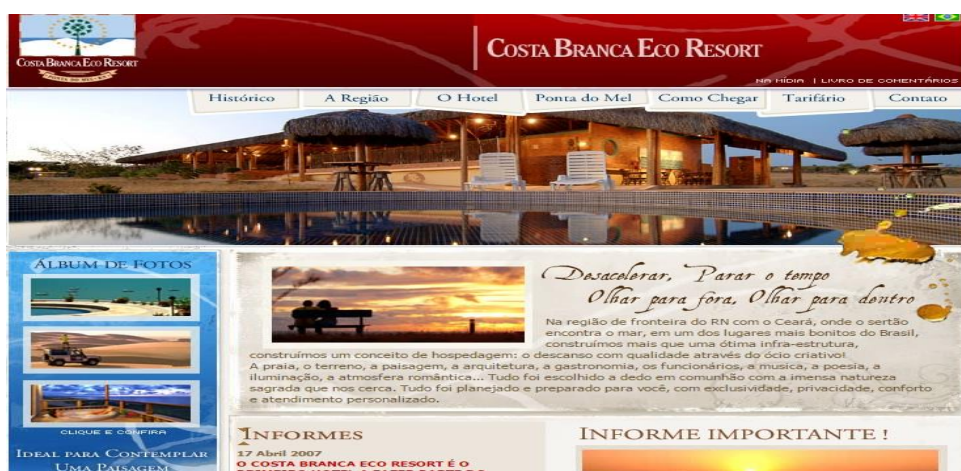 COSTA BRANCA ECO RESORT
COSTA BRANCA ECO RESORT
NA MÍDIA | LIVRO DE COMENTÁRIOS
Histórico A Região O Hotel Ponta do Mel Como Chegar Tarifário Contato
ÁLBUM DE FOTOS
CLIQUE E CONFIRA
IDEAL PARA CONTEMPLAR
UMA PAISAGEM
Desacelerar, Parar o tempo
Olhar para fora, Olhar para dentro
Na região de fronteira do RN com o Ceará, onde o sertão
encontra o mar, em um dos lugares mais bonitos do Brasil,
construímos mais que uma ótima infra-estrutura,
construímos um conceito de hospedagem: o descanso com qualidade através do ócio criativo!
A praia, o terreno, a paisagem, a arquitetura, a gastronomia, os funcionários, a musica, a poesia, a
iluminação, a atmosfera romântica... Tudo foi escolhido a dedo em comunhão com a imensa natureza
sagrada que nos cerca. Tudo foi planejado e preparado para você, com exclusividade, privacidade, conforto
e atendimento personalizado.
INFORMES
17 Abril 2007
O COSTA BRANCA ECO RESORT É O
INFORME IMPORTANTE !